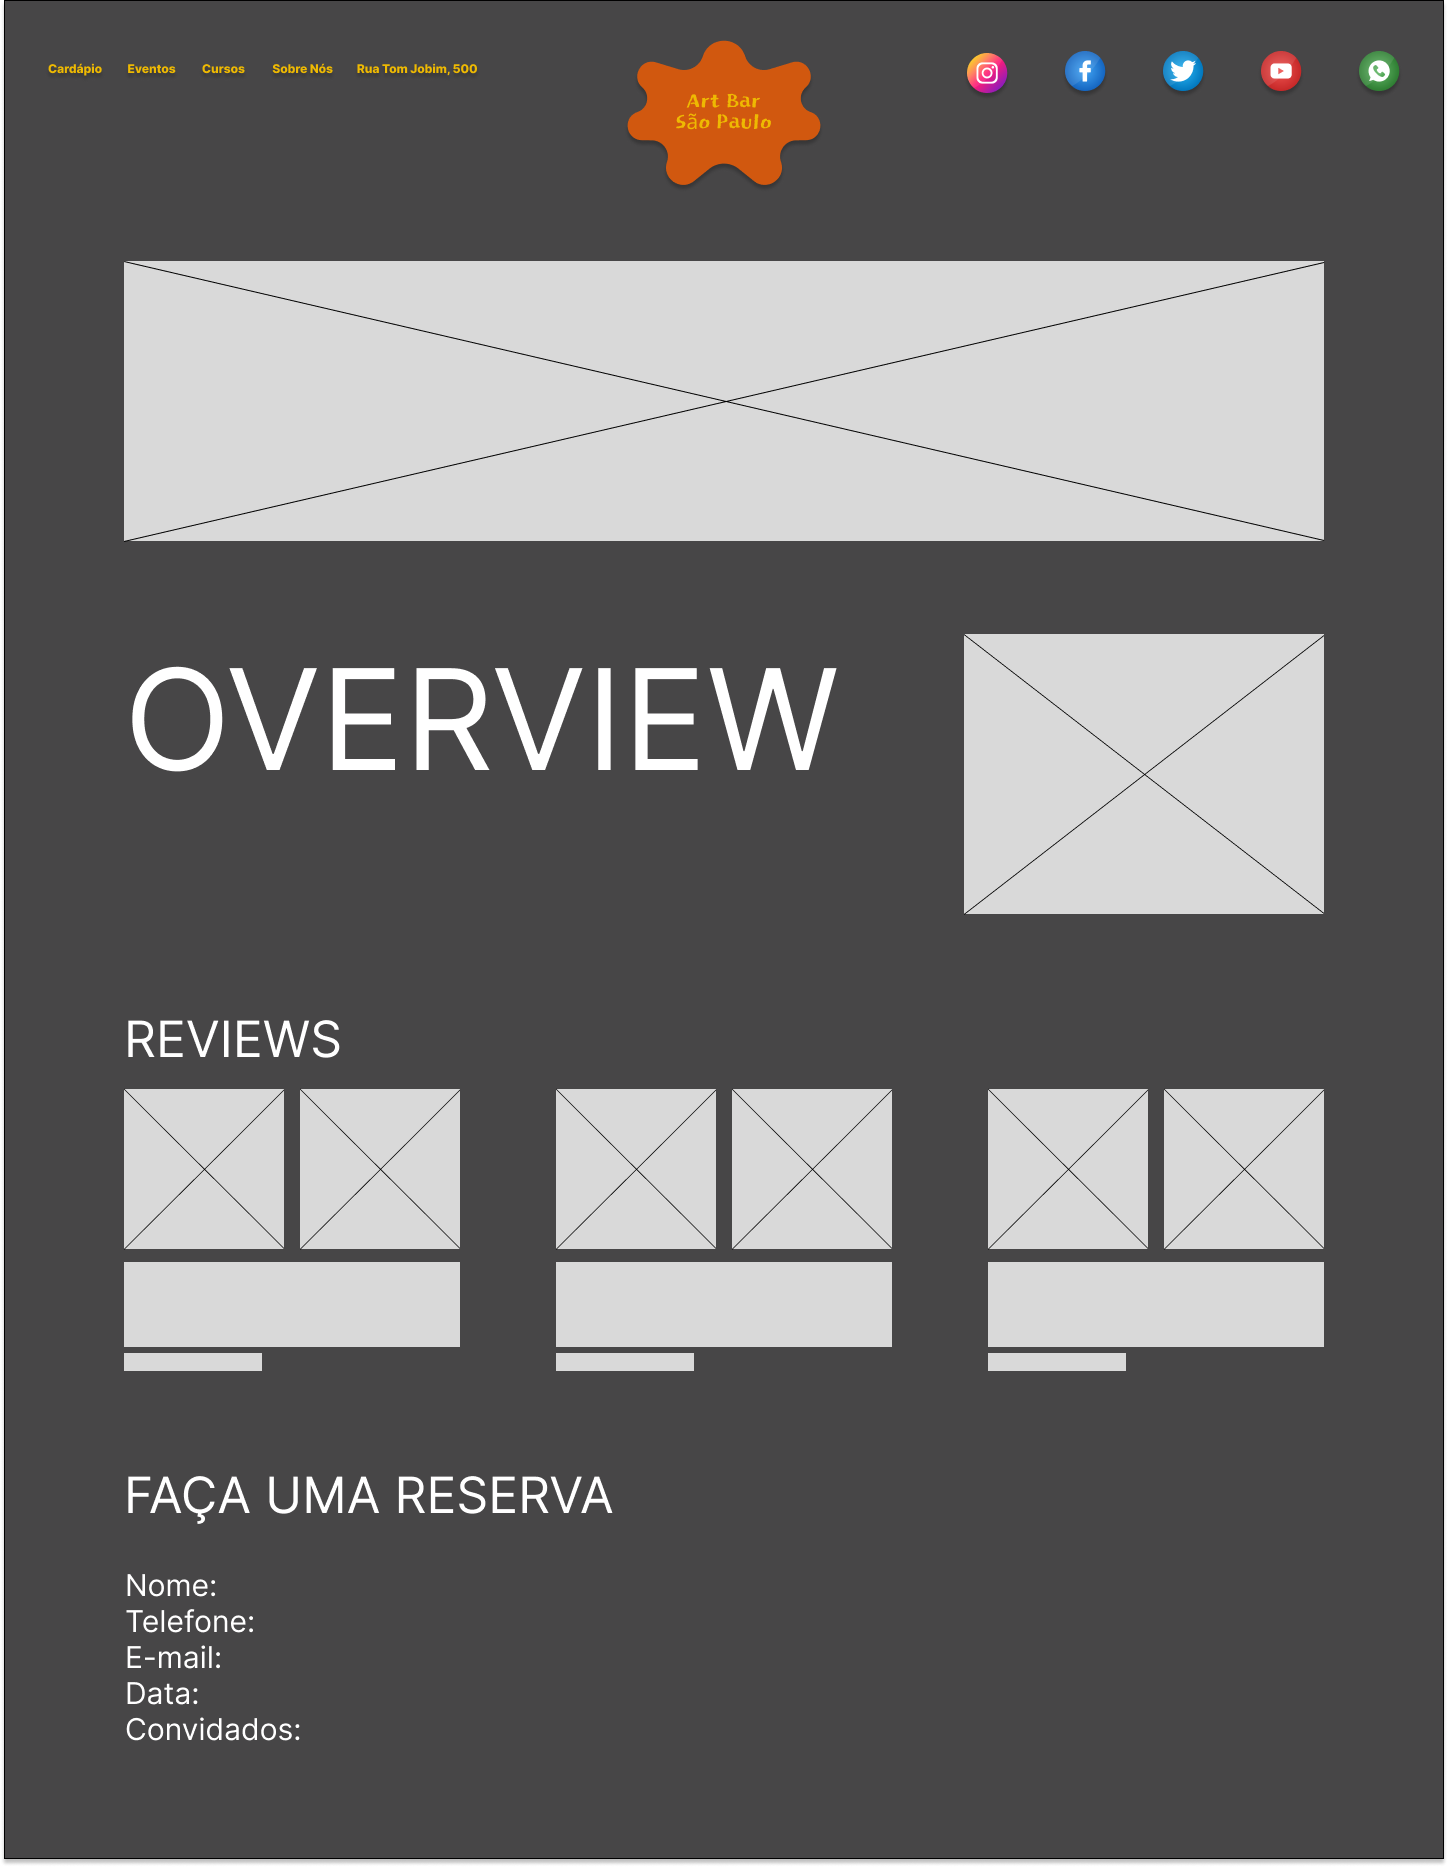 Cardápio Eventos Cursos Sobre Nós Rua Tom Jobim, 500
Art Bar
São Paulo
OVERVIEW
REVIEWS
FAÇA UMA RESERVA
Nome:
Telefone:
E-mail:
Data:
Convidados: